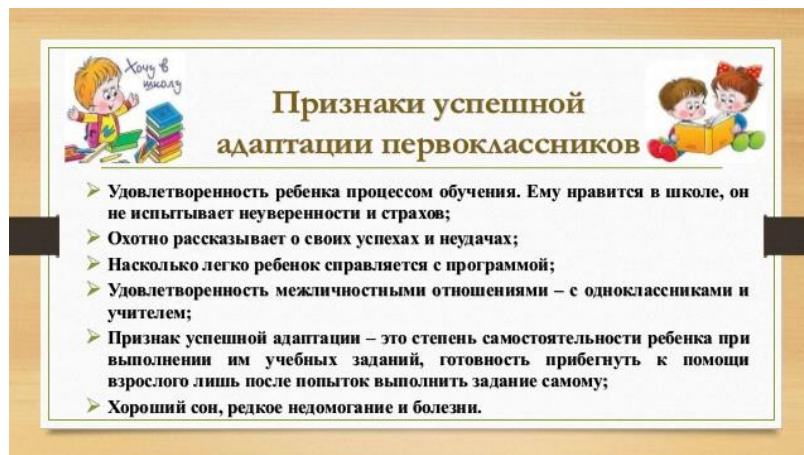 Хочу в
школу
Признаки успешной
адаптации первоклассников
➢ Удовлетворенность ребенка процессом обучения. Ему нравится в школе, он
не испытывает неуверенности и страхов;
➢ Охотно рассказывает о своих успехах и неудачах;
➢ Насколько легко ребенок справляется с программой;
➢ Удовлетворенность межличностными отношениями – с одноклассниками и
учителем;
➢ Признак успешной адаптации – это степень самостоятельности ребенка при
выполнении им учебных заданий, готовность прибегнуть к помощи
взрослого лишь после попыток выполнить задание самому;
➢ Хороший сон, редкое недомогание и болезни.